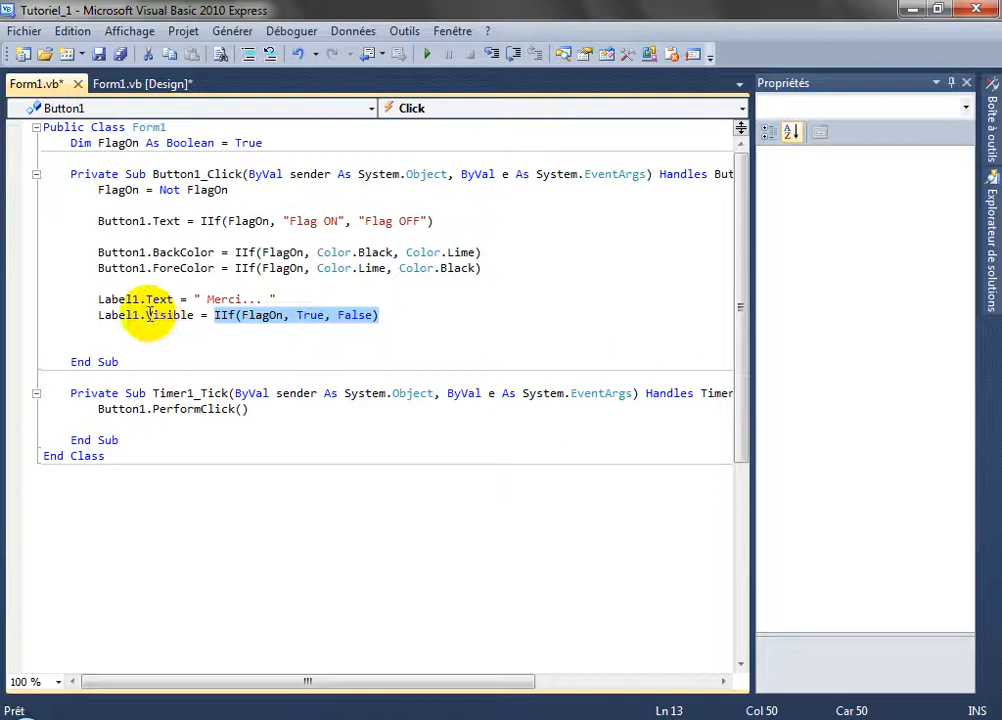 Tutoriel_1 - Microsoft Visual Basic 2010 Express
Fichier Edition Affichage Projet Générer Déboguer Données Outils Fenêtre ?
Form1.vb* Form1.vb [Design]*
Propriétés
Button1 Click
Public Class Form1
Dim FlagOn As Boolean = True
Private Sub Button1_Click(ByVal sender As System.Object, ByVal e As System.EventArgs) Handles But
FlagOn = Not FlagOn
Button1.Text = IIf(FlagOn, "Flag ON", "Flag OFF")
Button1.BackColor = IIf(FlagOn, Color.Black, Color.Lime)
Button1.ForeColor = IIf(FlagOn, Color.Lime, Color.Black)
Label1.Text = " Merci... "
Label1.Visible = IIf(FlagOn, True, False)
End Sub
Private Sub Timer1_Tick(ByVal sender As System.Object, ByVal e As System.EventArgs) Handles Timer
Button1.PerformClick()
End Sub
End Class
Boîte à outils
Explorateur de solutions
100 %
Prêt Ln 13 Col 50 Car 50 INS